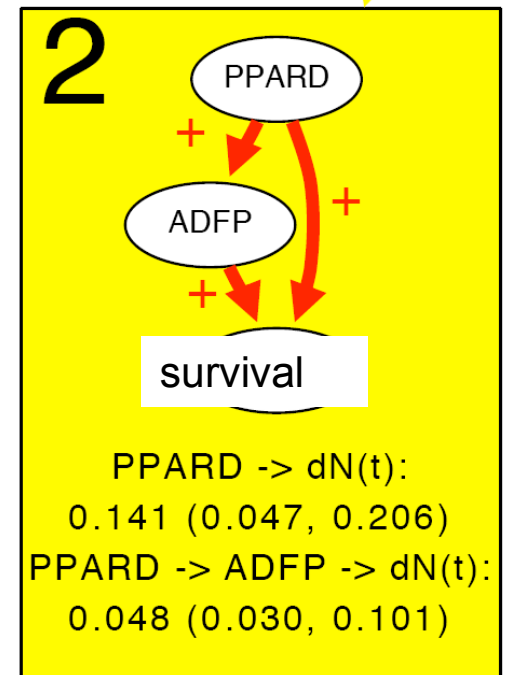 2
PPARD
+
+
ADFP
+
survival
PPARD -> dN(t):
0.141 (0.047, 0.206)
PPARD -> ADFP -> dN(t):
0.048 (0.030, 0.101)